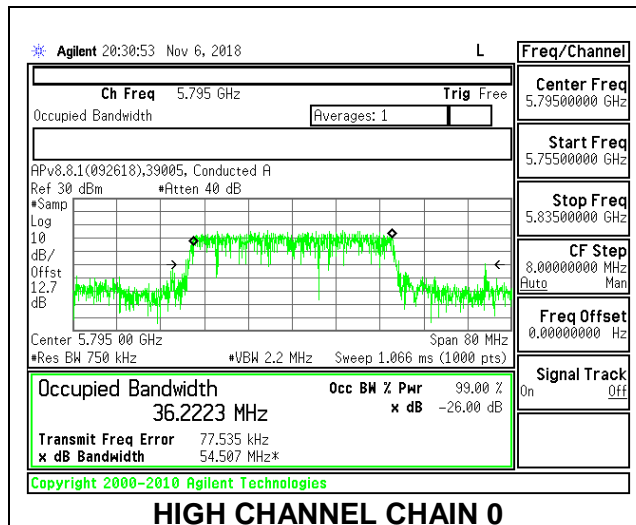 Agilent 20:30:53 Nov 6, 2018 L
Freq/Channel
Ch Freq 5.795 GHz Trig Free
Occupied Bandwidth Averages: 1
Center Freq
5.79500000 GHz
Start Freq
5.75500000 GHz
APv8.8.1(092618),39005, Conducted A
Ref 30 dBm #Atten 40 dB
#Samp
Log
10
dB/
Offst
12.7
dB
Stop Freq
5.83500000 GHz
CF Step
8.00000000 MHz
Auto Man
Freq Offset
0.00000000 Hz
Center 5.795 00 GHz Span 80 MHz
#Res BW 750 kHz #VBW 2.2 MHz Sweep 1.066 ms (1000 pts)
Signal Track
On Off
Occupied Bandwidth Occ BW % Pwr 99.00 %
36.2223 MHz x dB -26.00 dB
Transmit Freq Error 77.535 kHz
x dB Bandwidth 54.507 MHz*
Copyright 2000-2010 Agilent Technologies
HIGH CHANNEL CHAIN 0